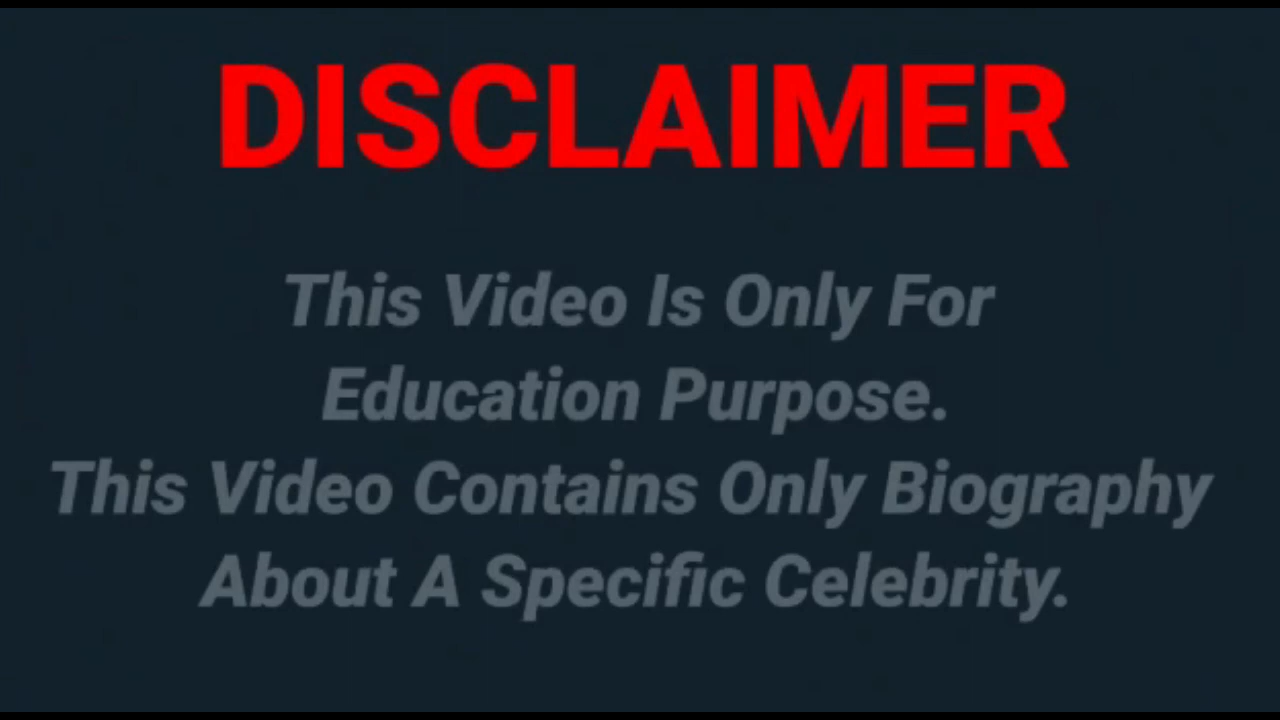 DISCLAIMER
This Video Is Only For
Education Purpose.
This Video Contains Only Biography
About A Specific Celebrity.